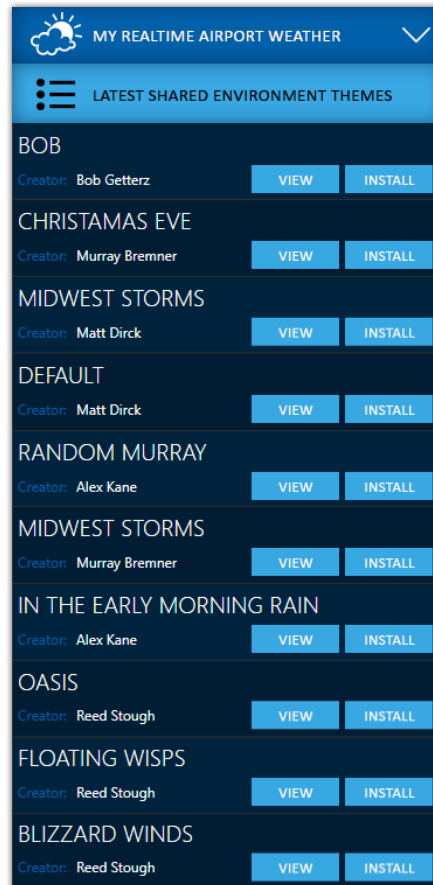 MY REALTIME AIRPORT WEATHER
LATEST SHARED ENVIRONMENT THEMES
BOB
Creator: Bob Getterz VIEW INSTALL
CHRISTAMAS EVE
Creator: Murray Bremner VIEW INSTALL
MIDWEST STORMS
Creator: Matt Dirck VIEW INSTALL
DEFAULT
Creator: Matt Dirck VIEW INSTALL
RANDOM MURRAY
Creator: Alex Kane VIEW INSTALL
MIDWEST STORMS
Creator: Murray Bremner VIEW INSTALL
IN THE EARLY MORNING RAIN
Creator: Alex Kane VIEW INSTALL
OASIS
Creator: Reed Stough VIEW INSTALL
FLOATING WISPS
Creator: Reed Stough VIEW INSTALL
BLIZZARD WINDS
Creator: Reed Stough VIEW INSTALL